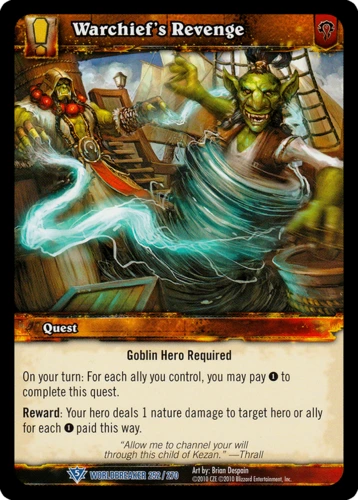 Warchief's Revenge
Quest
Goblin Hero Required
On your turn: For each ally you control, you may pay 1 to
complete this quest.
Reward: Your hero deals 1 nature damage to target hero or ally
for each 1 paid this way.
"Allow me to channel your will
through this child of Kezan." —Thrall
5 WORLDBREAKER 252 / 270
Art by: Brian Despain
©2010 CZE ©2010 Blizzard Entertainment, Inc.